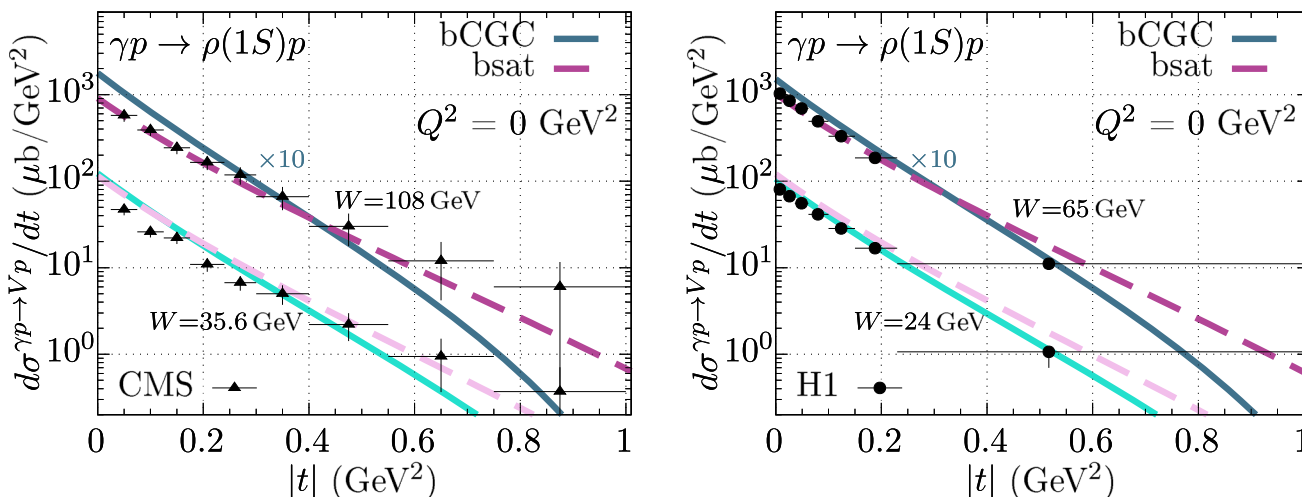 γp → ρ(1S)p
bCGC
bsat
Q² = 0 GeV²
×10
W=108 GeV
W=35.6 GeV
CMS
dσ^{γp→Vp}/dt (μb/GeV²)
10³
10²
10¹
10⁰
0 0.2 0.4 0.6 0.8 1
|t| (GeV²)
γp → ρ(1S)p
bCGC
bsat
Q² = 0 GeV²
×10
W=65 GeV
W=24 GeV
H1
dσ^{γp→Vp}/dt (μb/GeV²)
10³
10²
10¹
10⁰
0 0.2 0.4 0.6 0.8 1
|t| (GeV²)